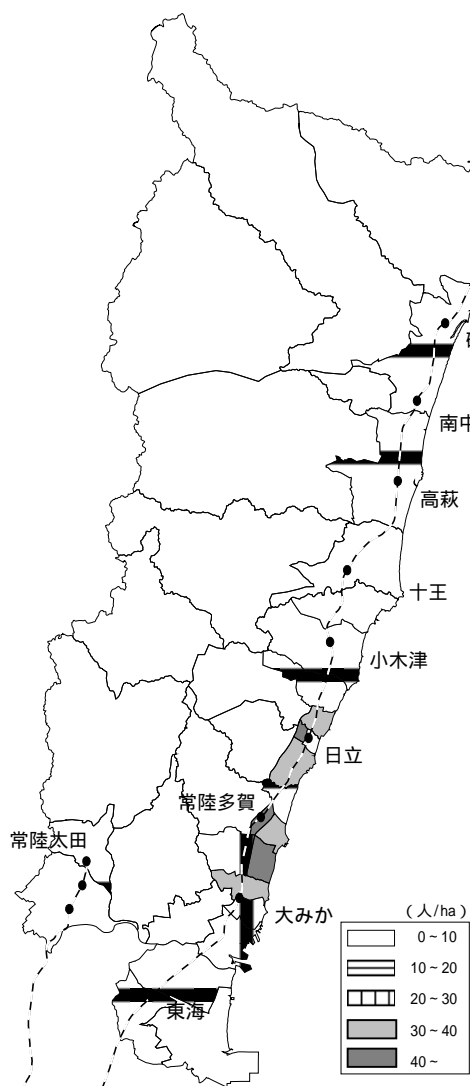 南中
高萩
十王
小木津
日立
常陸多賀
常陸太田
大みか
東海
（人/ha）
0～10
10～20
20～30
30～40
40～